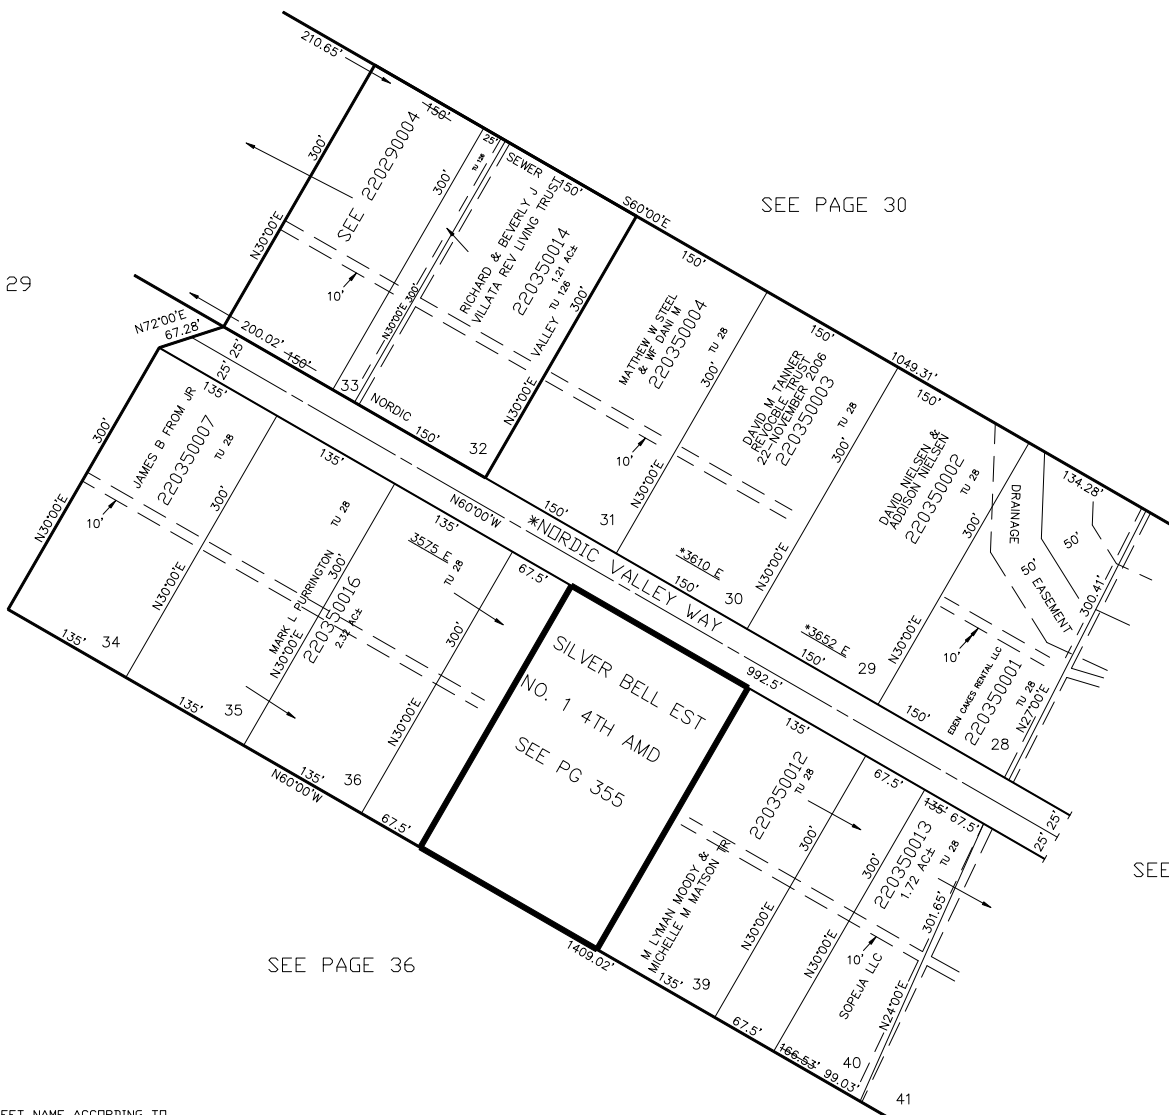 210.65'
150'
300'
SEE 220290004
N30°00'E
10'
25'
TU 126
SEWER
150'
S60°00'E
SEE PAGE 30
300'
N30°00'E 300'
RICHARD & BEVERLY J
VILLATA REV LIVING TRUST
220350014
1.21 AC±
TU 126
VALLEY
300'
N30°00'E
NORDIC
150'
33
32
29
N72°00'E
67.28'
200.02'
150'
25'
25'
150'
MATTHEW W STEEL
& WF DANI M
220350004
TU 28
300'
N30°00'E
10'
150'
31
150'
1049.31'
DAVID M TANNER
REVOCBLE TRUST
22-NOVEMBER 2006
220350003
TU 28
300'
N30°00'E
*3610 E
150'
30
150'
DAVID NIELSEN &
ADDISON NIELSEN
220350002
TU 28
300'
N30°00'E
*3652 E
150'
29
134.28'
DRAINAGE
EASEMENT
50'
50'
300.41'
10'
EDEN CAKES RENTAL LLC
220350001
TU 28
N27°00'E
150'
28
N60°00'W
*NORDIC VALLEY WAY
992.5'
25'
25'
135'
300'
JAMES B FROM JR
220350007
TU 28
N30°00'E
10'
300'
N30°00'E
135'
34
135'
TU 28
MARK L PURRINGTON
220350016
2.32 AC±
300'
N30°00'E
135'
35
135'
3575 E
TU 28
67.5'
300'
N30°00'E
135'
36
N60°00'W
67.5'
SILVER BELL EST
NO. 1 4TH AMD
SEE PG 355
1409.02'
135'
220350012
TU 28
M LYMAN MOODY &
MICHELLE M MATSON TR
300'
N30°00'E
135'
39
67.5'
300'
N30°00'E
67.5'
135' 67.5'
220350013
1.72 AC±
TU 28
301.65'
10'
SOPEJA LLC
N24°00'E
166.53' 99.03'
40
41
SEE
SEE PAGE 36
EET NAME ACCORDING TO